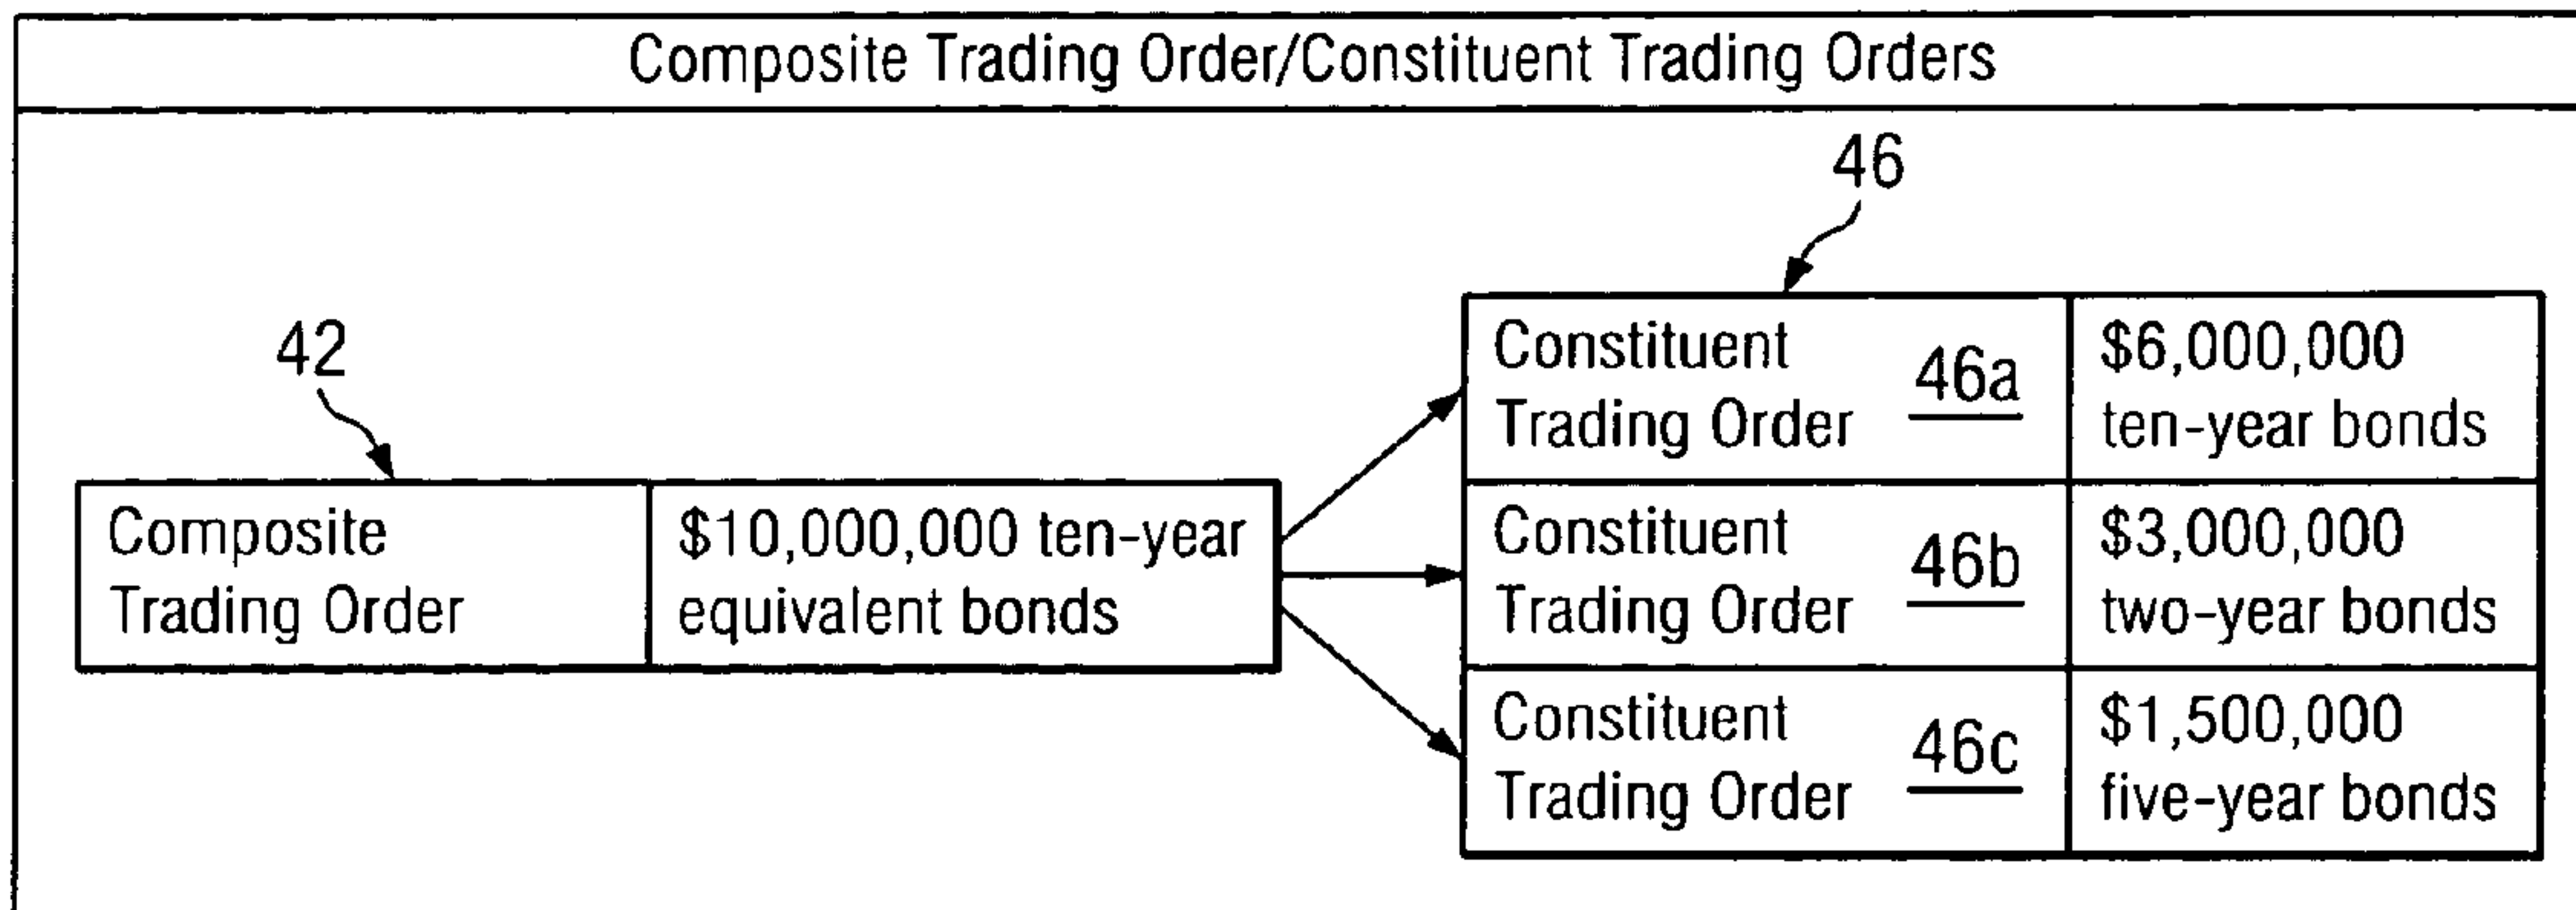 Composite Trading Order/Constituent Trading Orders
46
42
Composite
Trading Order
$10,000,000 ten-year
equivalent bonds
Constituent
Trading Order
46a
$6,000,000
ten-year bonds
Constituent
Trading Order
46b
$3,000,000
two-year bonds
Constituent
Trading Order
46c
$1,500,000
five-year bonds